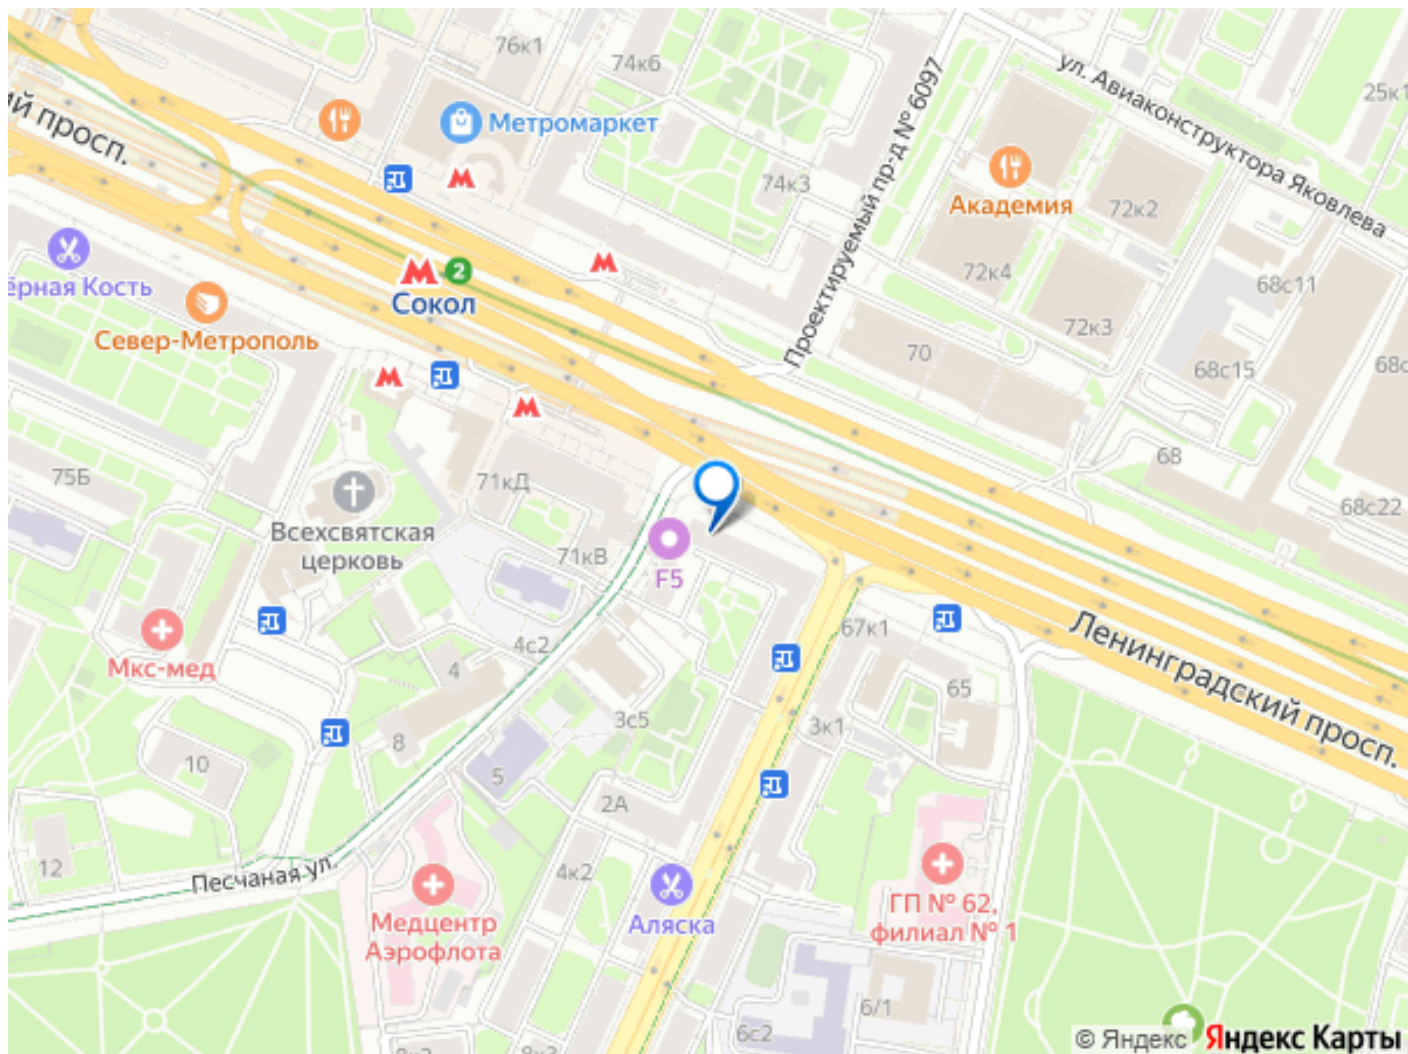 76к1
74к6
ул. Авиаконструктора Яковлева
25к1
Метромаркет
ий просп.
Проектируемый пр-д № 6097
74к3
Академия
72к2
72к4
68с11
ёрная Кость
2
Сокол
Север-Метрополь
72к3
70
68с15
68с
75Б
71кД
68
68с22
Всехсвятская
церковь
71кВ
F5
67к1
Ленинградский просп.
4с2
Мкс-мед
4
65
3с5
3к1
8
10
5
2А
12
Песчаная ул.
4к2
Медцентр
Аэрофлота
Аляска
ГП № 62,
филиал № 1
6/1
6с2
8к3
© Яндекс
Яндекс Карты